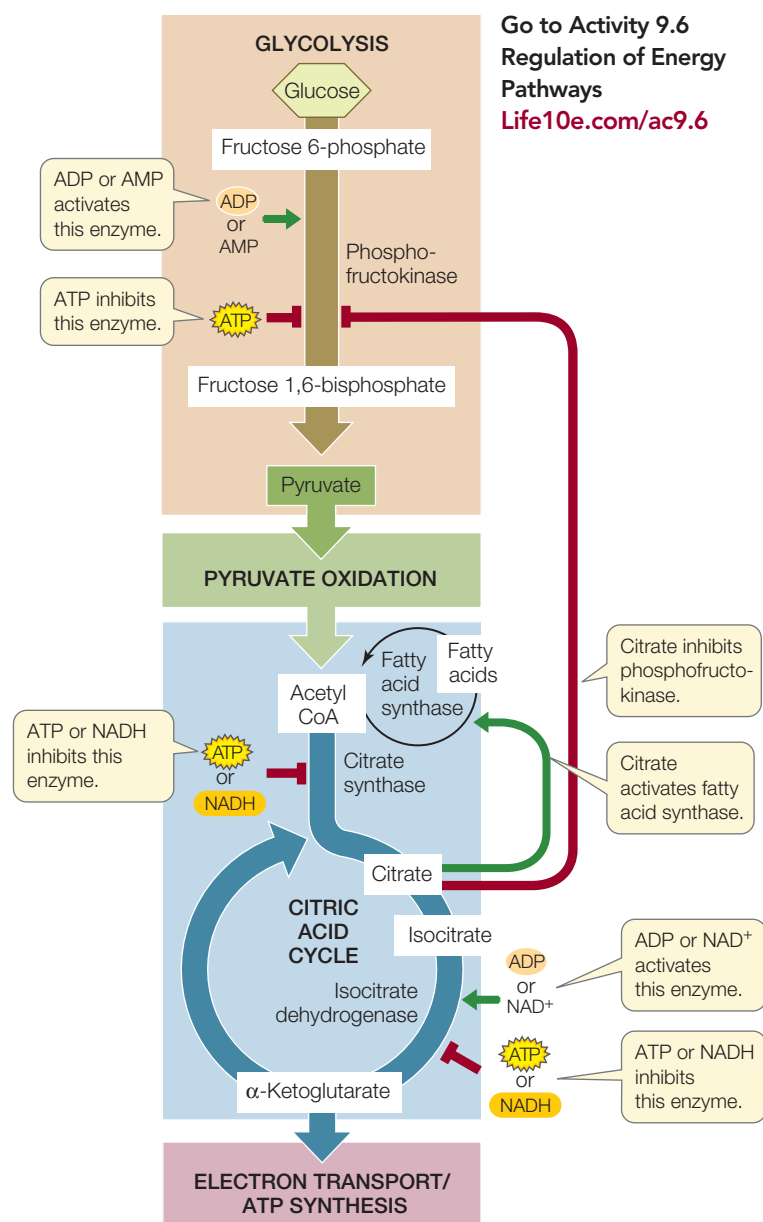 Go to Activity 9.6
Regulation of Energy
Pathways
Life10e.com/ac9.6
GLYCOLYSIS
Glucose
Fructose 6-phosphate
ADP or AMP
activates
this enzyme.
ADP
or
AMP
Phospho-
fructokinase
ATP inhibits
this enzyme.
ATP
Fructose 1,6-bisphosphate
Pyruvate
PYRUVATE OXIDATION
Fatty
acids
Fatty
acid
synthase
Acetyl
CoA
Citrate inhibits
phosphofructo-
kinase.
ATP or NADH
inhibits this
enzyme.
ATP
or
NADH
Citrate
synthase
Citrate
activates fatty
acid synthase.
Citrate
CITRIC
ACID
CYCLE
Isocitrate
Isocitrate
dehydrogenase
ADP
or
NAD⁺
ADP or NAD⁺
activates
this enzyme.
ATP
or
NADH
ATP or NADH
inhibits
this enzyme.
α-Ketoglutarate
ELECTRON TRANSPORT/
ATP SYNTHESIS